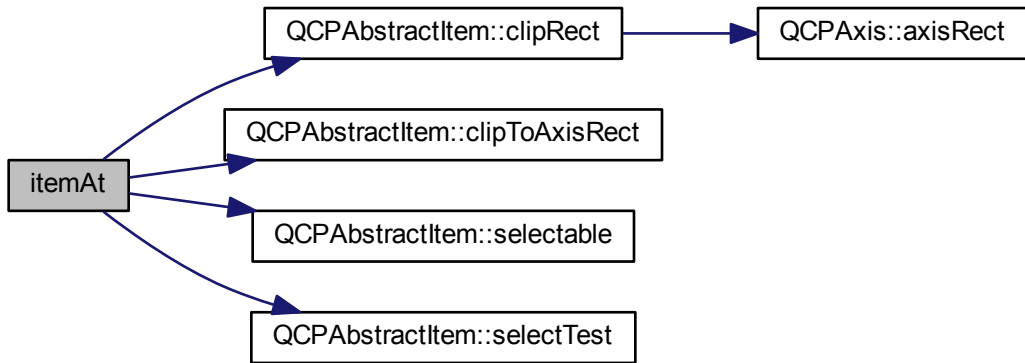 QCPAbstractItem::clipRect
QCPAxis::axisRect
QCPAbstractItem::clipToAxisRect
itemAt
QCPAbstractItem::selectable
QCPAbstractItem::selectTest